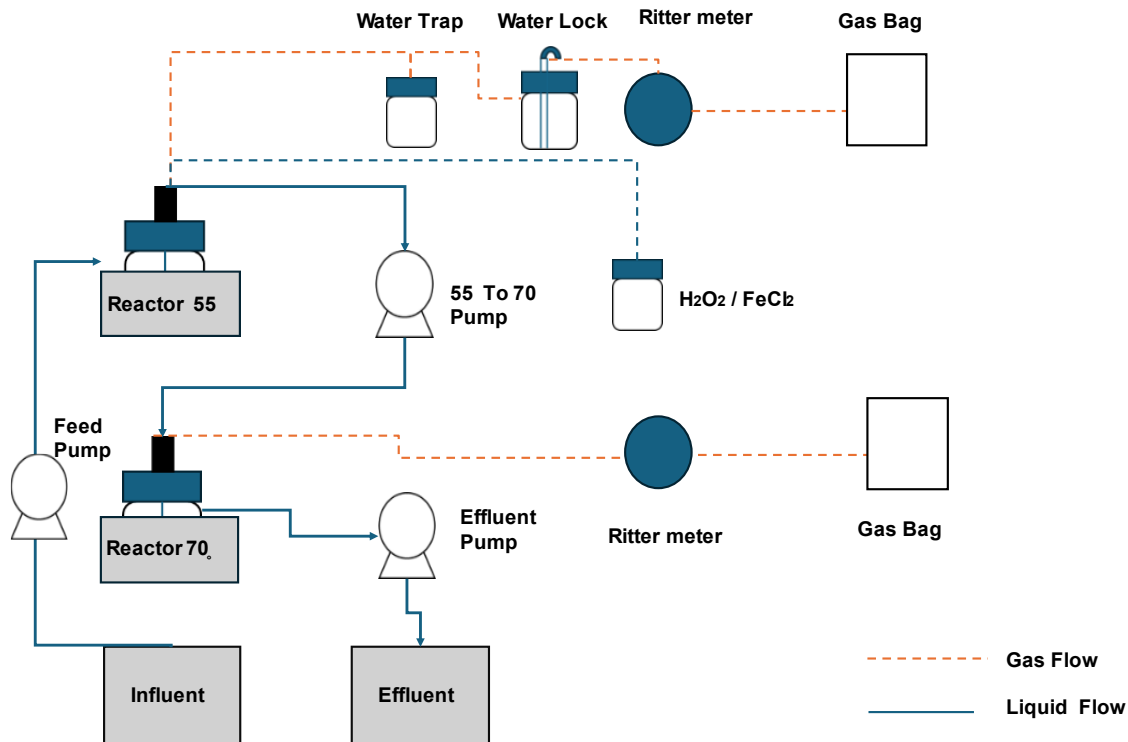 Water Trap
Water Lock
Ritter meter
Gas Bag
Reactor 55
55 To 70
Pump
H₂O₂ / FeCl₂
Feed
Pump
Reactor 70。
Effluent
Pump
Ritter meter
Gas Bag
Influent
Effluent
Gas Flow
Liquid Flow